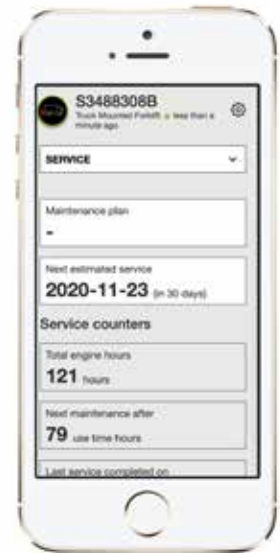 S3488308B
Truck Mounted Forklift less than a
minute ago
SERVICE
Maintenance plan
-
Next estimated service
2020-11-23 (in 30 days)
Service counters
Total engine hours
121 hours
Next maintenance after
79 use time hours
Last service completed on